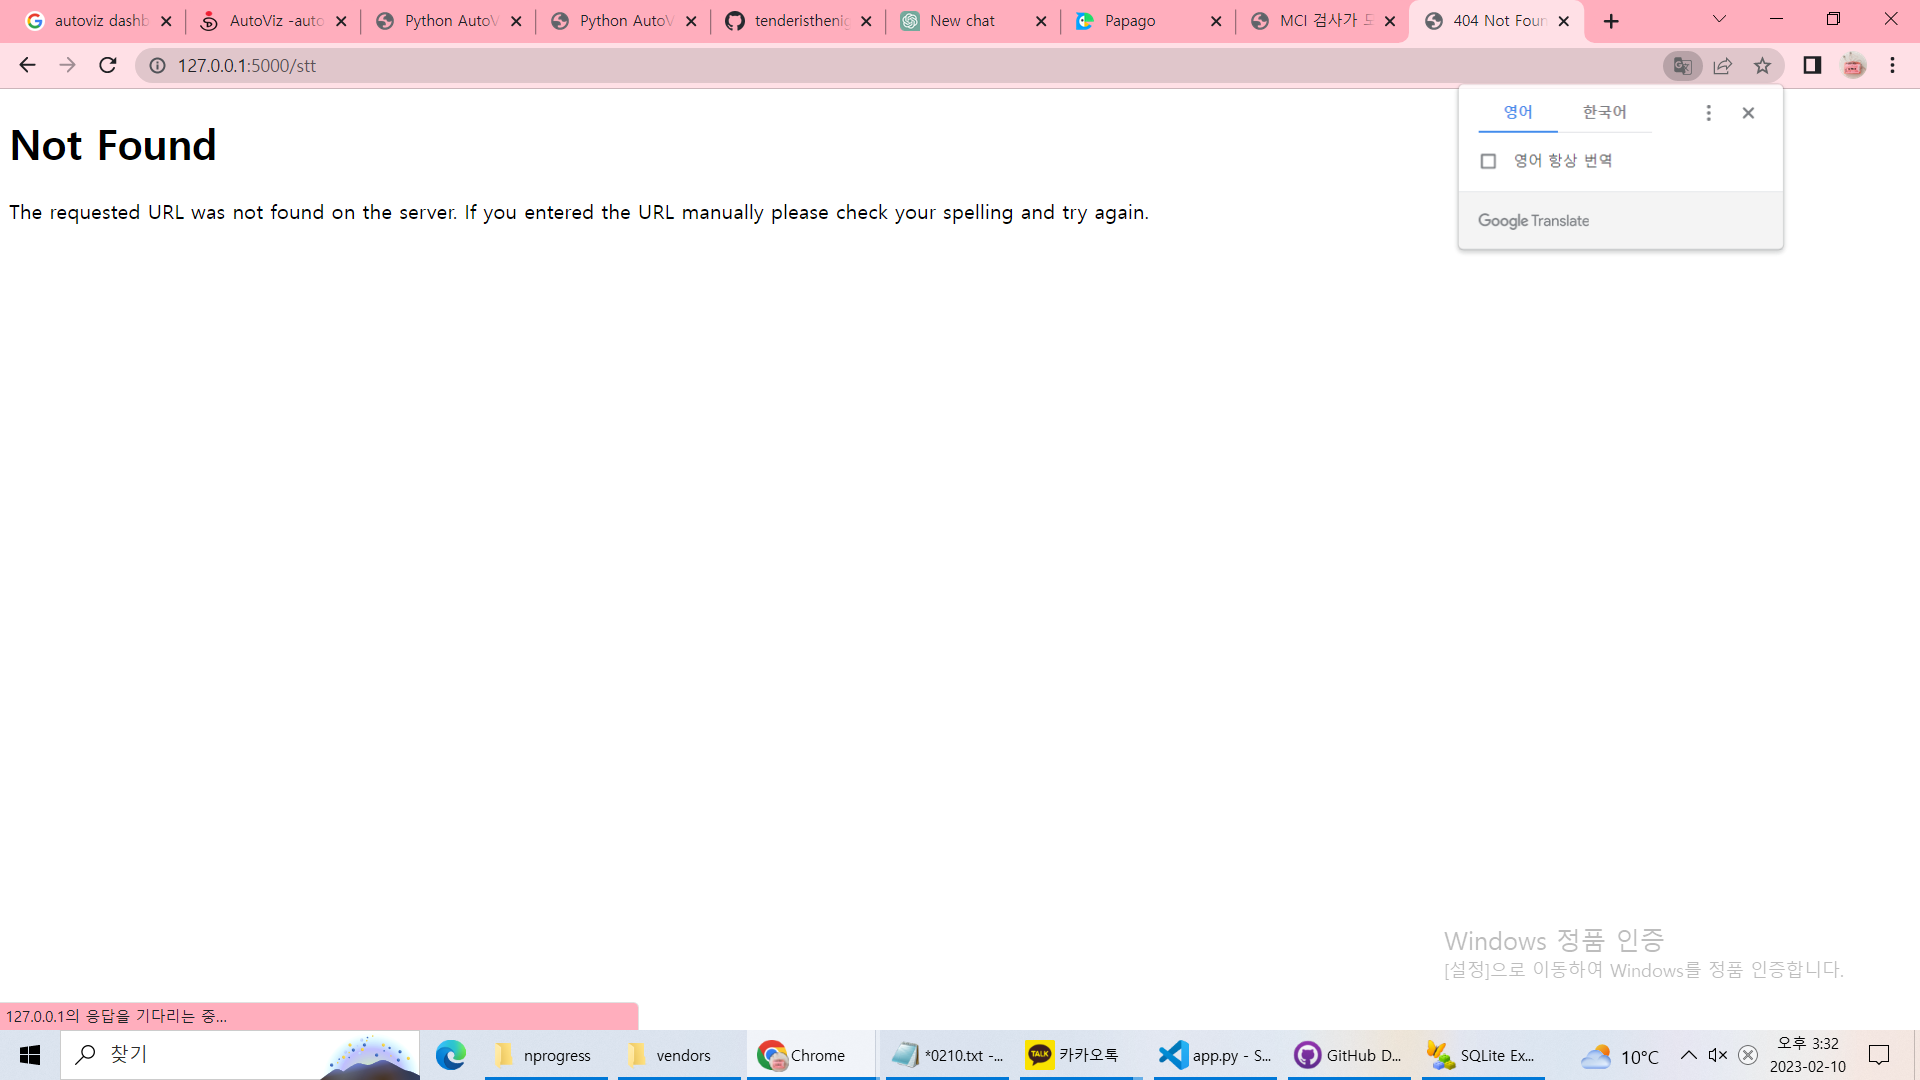 autoviz dashb
AutoViz -auto
Python AutoV
Python AutoV
tenderistheni
New chat
Papago
MCI 검사가
404 Not Foun
127.0.0.1:5000/stt
영어
한국어
영어 항상 번역
Google Translate
Not Found
The requested URL was not found on the server. If you entered the URL manually please check your spelling and try again.
Windows 정품 인증
[설정]으로 이동하여 Windows를 정품 인증합니다.
127.0.0.1의 응답을 기다리는 중...
찾기
nprogress
vendors
Chrome
*0210.txt -...
TALK
카카오톡
app.py - S...
GitHub D...
SQLite Ex...
10°C
오후 3:32
2023-02-10